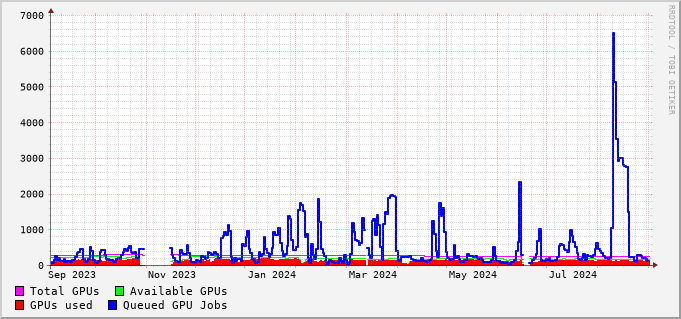 7000
6000
5000
4000
3000
2000
1000
0
Sep 2023 Nov 2023 Jan 2024 Mar 2024 May 2024 Jul 2024
Total GPUs Available GPUs
GPUs used Queued GPU Jobs
RRDTOOL / TOBI OETIKER